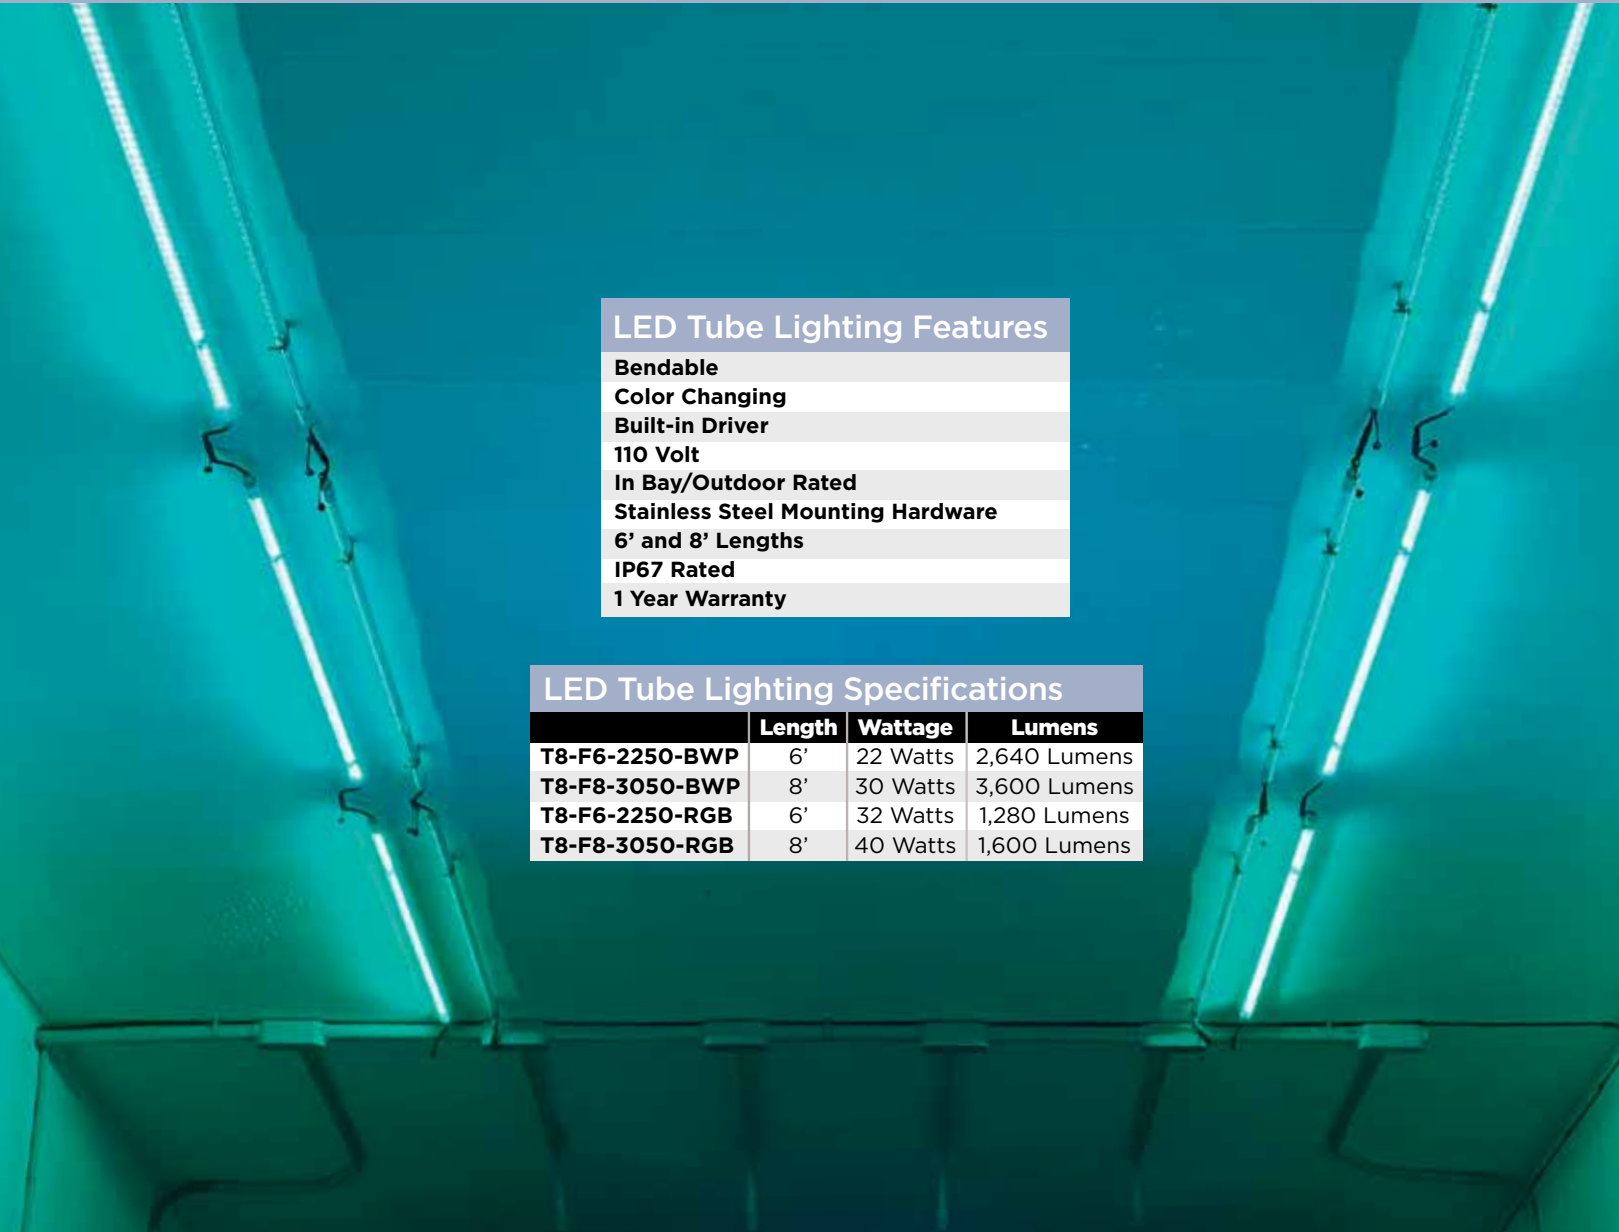 LED Tube Lighting Features
Bendable
Color Changing
Built-in Driver
110 Volt
In Bay/Outdoor Rated
Stainless Steel Mounting Hardware
6’ and 8’ Lengths
IP67 Rated
1 Year Warranty
LED Tube Lighting Specifications
Length Wattage Lumens
T8-F6-2250-BWP 6’ 22 Watts 2,640 Lumens
T8-F8-3050-BWP 8’ 30 Watts 3,600 Lumens
T8-F6-2250-RGB 6’ 32 Watts 1,280 Lumens
T8-F8-3050-RGB 8’ 40 Watts 1,600 Lumens